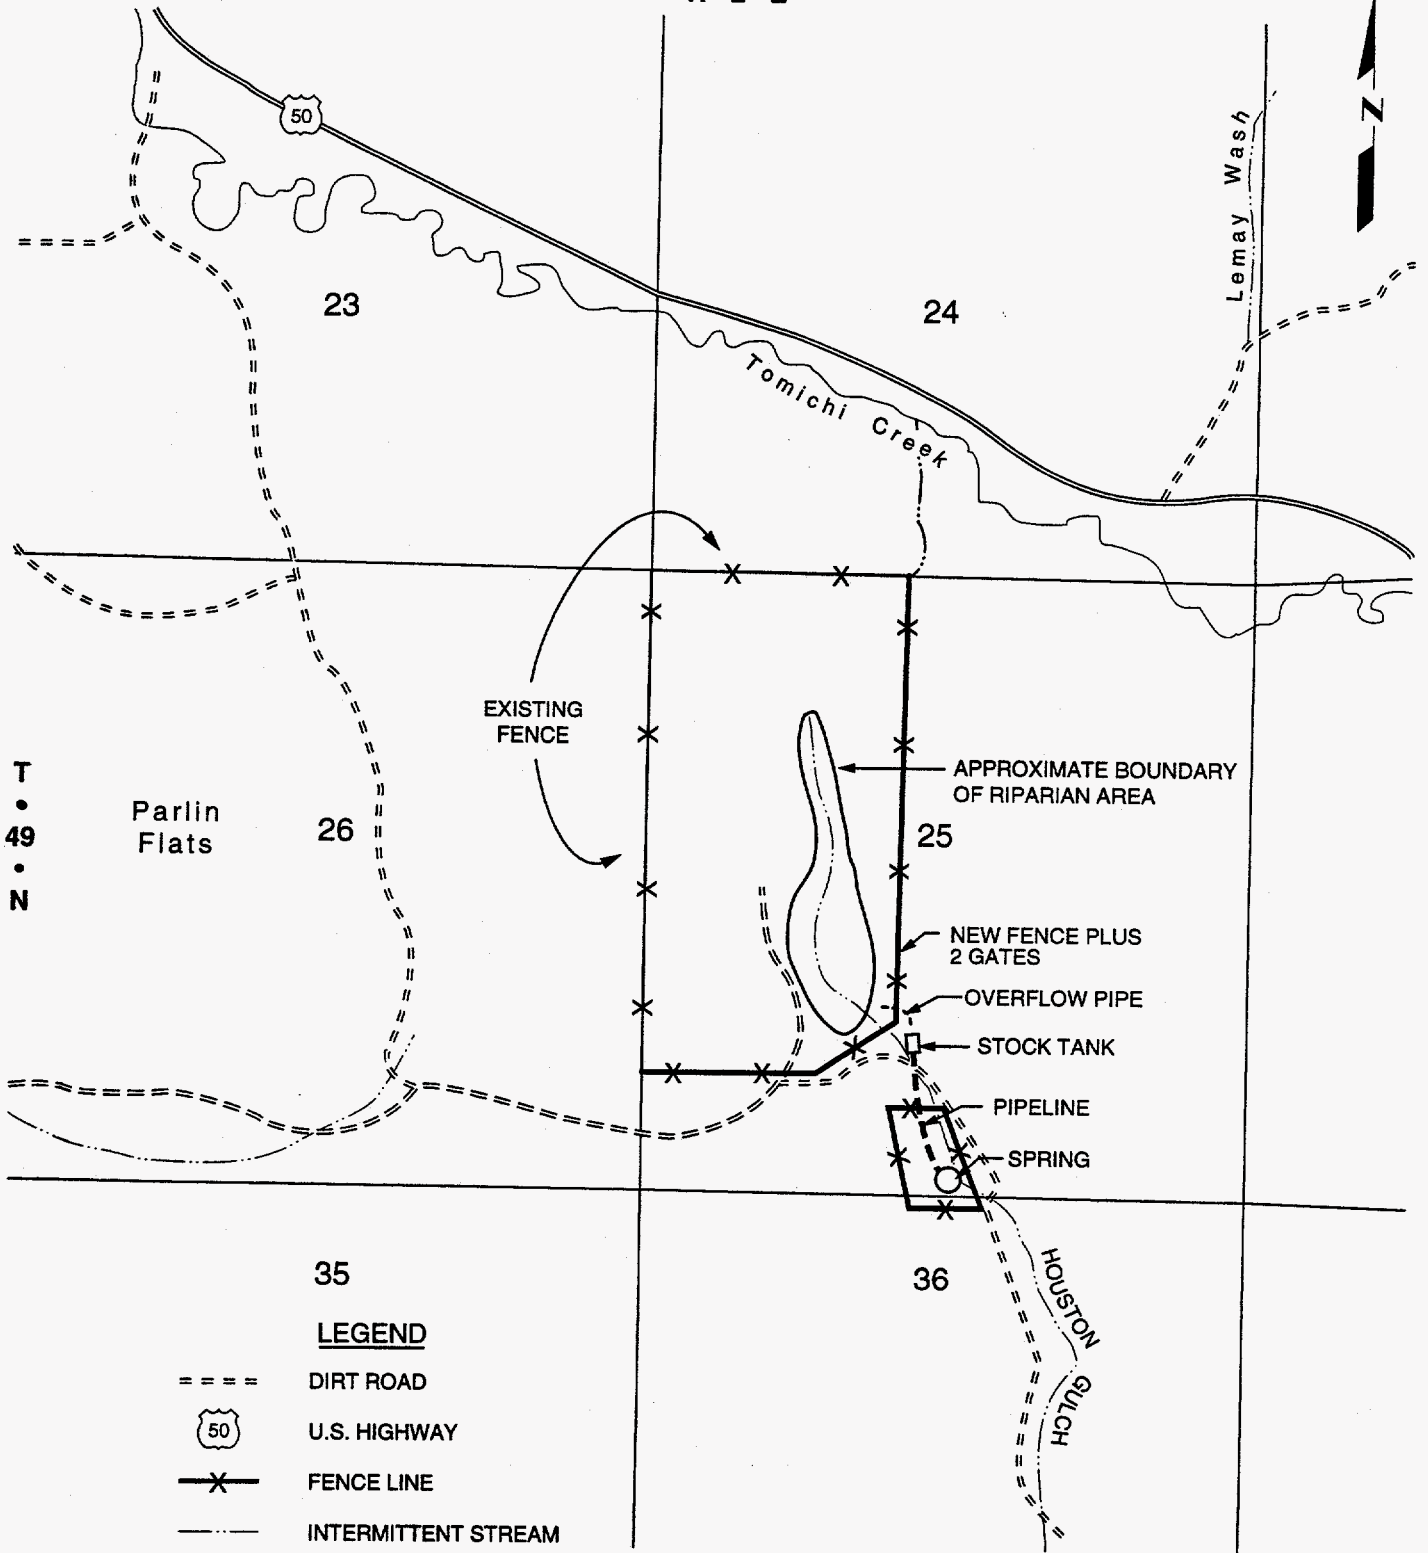 50
N
Lemay Wash
23
24
Tomichi Creek
EXISTING
FENCE
APPROXIMATE BOUNDARY
OF RIPARIAN AREA
T
•
49
•
N
Parlin
Flats
26
25
NEW FENCE PLUS
2 GATES
OVERFLOW PIPE
STOCK TANK
PIPELINE
SPRING
35
36
HOUSTON
GULCH
LEGEND
DIRT ROAD
50
U.S. HIGHWAY
FENCE LINE
INTERMITTENT STREAM